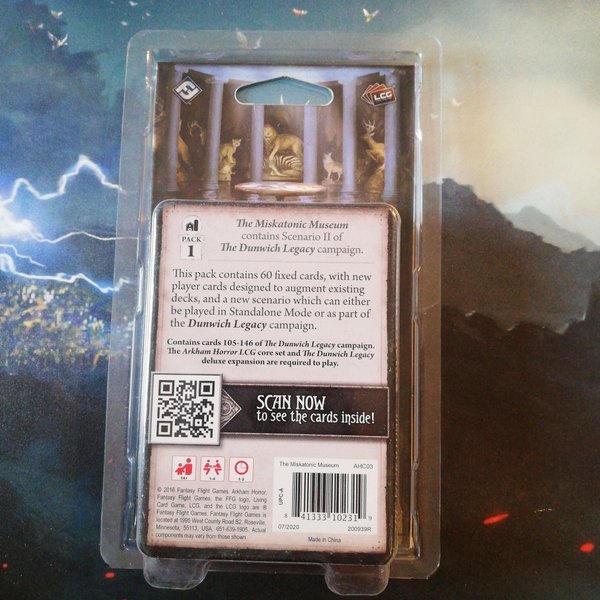 LCG
PACK
1
The Miskatonic Museum
contains Scenario II of
The Dunwich Legacy campaign.
This pack contains 60 fixed cards, with new
player cards designed to augment existing
decks, and a new scenario which can either
be played in Standalone Mode or as part of
the Dunwich Legacy campaign.
Contains cards 105-146 of The Dunwich Legacy campaign.
The Arkham Horror LCG core set and The Dunwich Legacy
deluxe expansion are required to play.
SCAN NOW
to see the cards inside!
14+
1-2
The Miskatonic Museum AHC03
UPC-A
8 41333 10231 9
07/2020 200939R
Made in China
© 2016 Fantasy Flight Games. Arkham Horror,
Fantasy Flight Games, the FFG logo, Living
Card Game, LCG, and the LCG logo are ®
Fantasy Flight Games. Fantasy Flight Games is
located at 1995 West County Road B2, Roseville,
Minnesota, 55113, USA. 651-639-1905. Actual
components may vary from those shown.